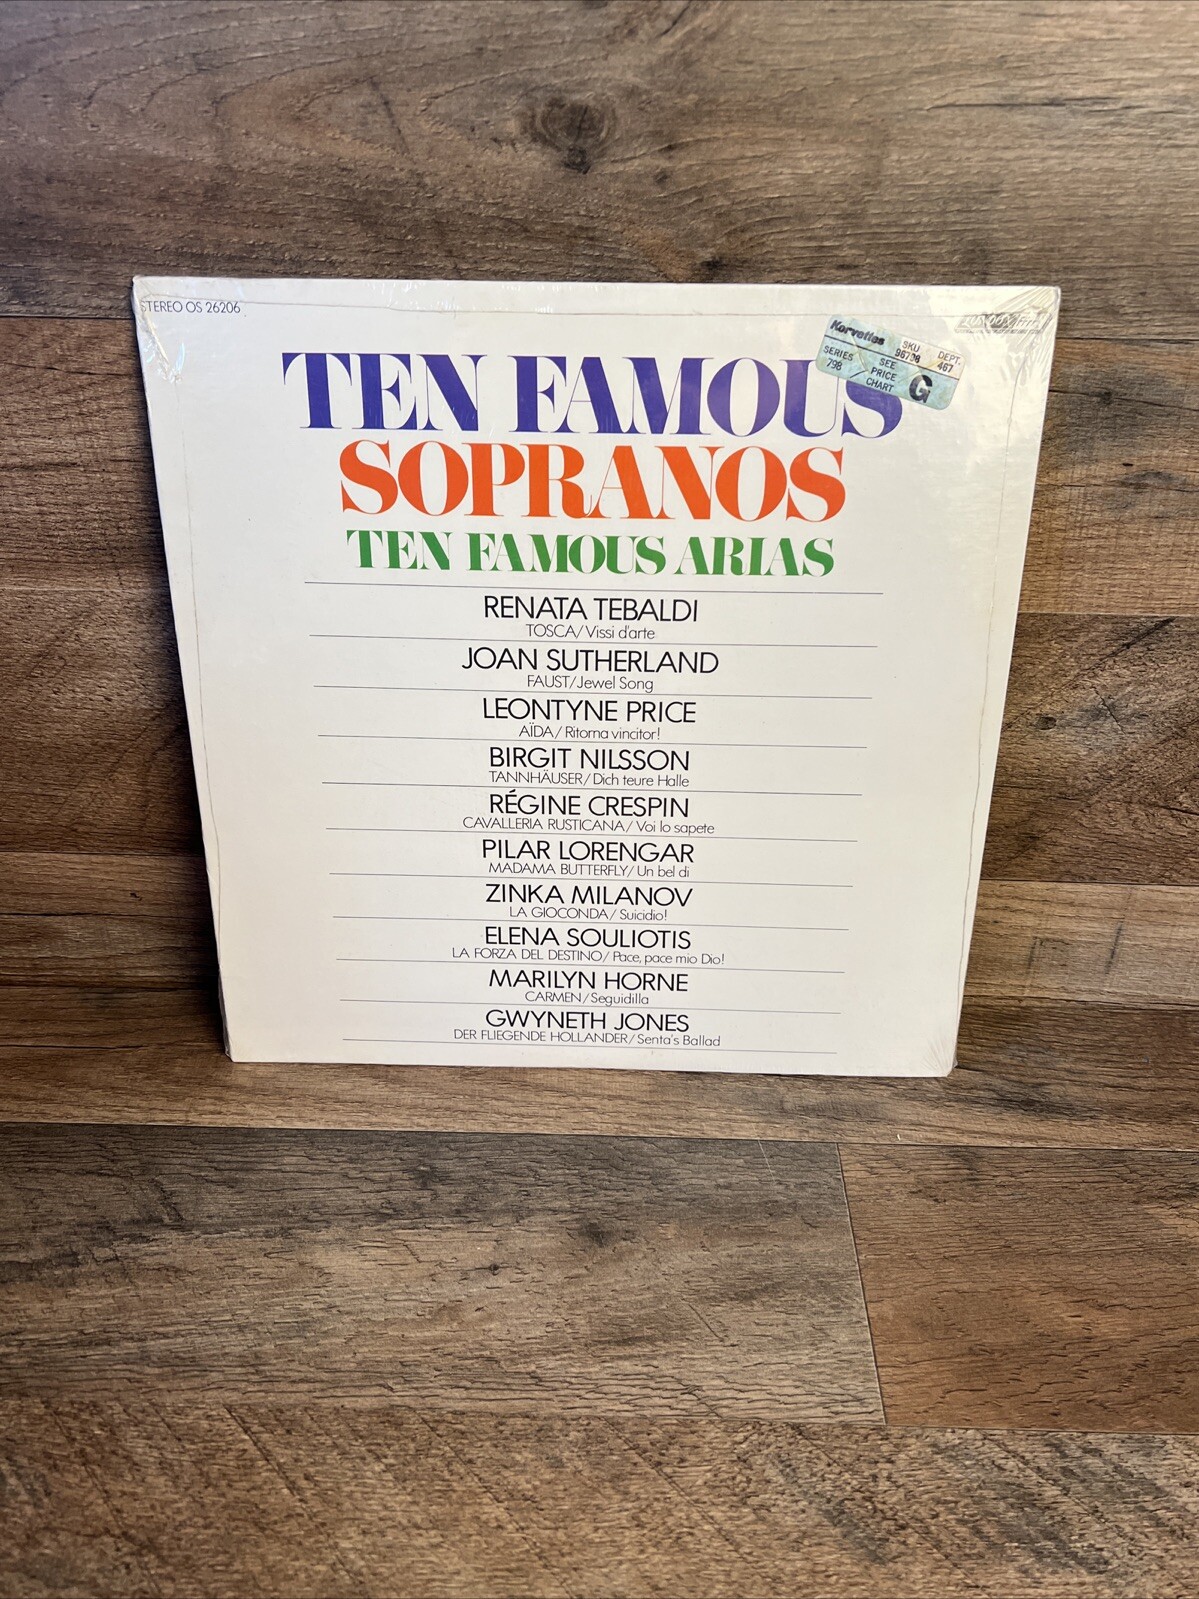 STEREO OS 26206
LONDON ffrr
Korvettes SKU DEPT.
96798 467
SERIES SEE
798 PRICE
CHART G
TEN FAMOUS
SOPRANOS
TEN FAMOUS ARIAS
RENATA TEBALDI
TOSCA/Vissi d'arte
JOAN SUTHERLAND
FAUST/Jewel Song
LEONTYNE PRICE
AÏDA/Ritorna vincitor!
BIRGIT NILSSON
TANNHÄUSER/Dich teure Halle
RÉGINE CRESPIN
CAVALLERIA RUSTICANA/Voi lo sapete
PILAR LORENGAR
MADAMA BUTTERFLY/Un bel di
ZINKA MILANOV
LA GIOCONDA/Suicidio!
ELENA SOULIOTIS
LA FORZA DEL DESTINO/Pace, pace mio Dio!
MARILYN HORNE
CARMEN/Seguidilla
GWYNETH JONES
DER FLIEGENDE HOLLANDER/Senta's Ballad